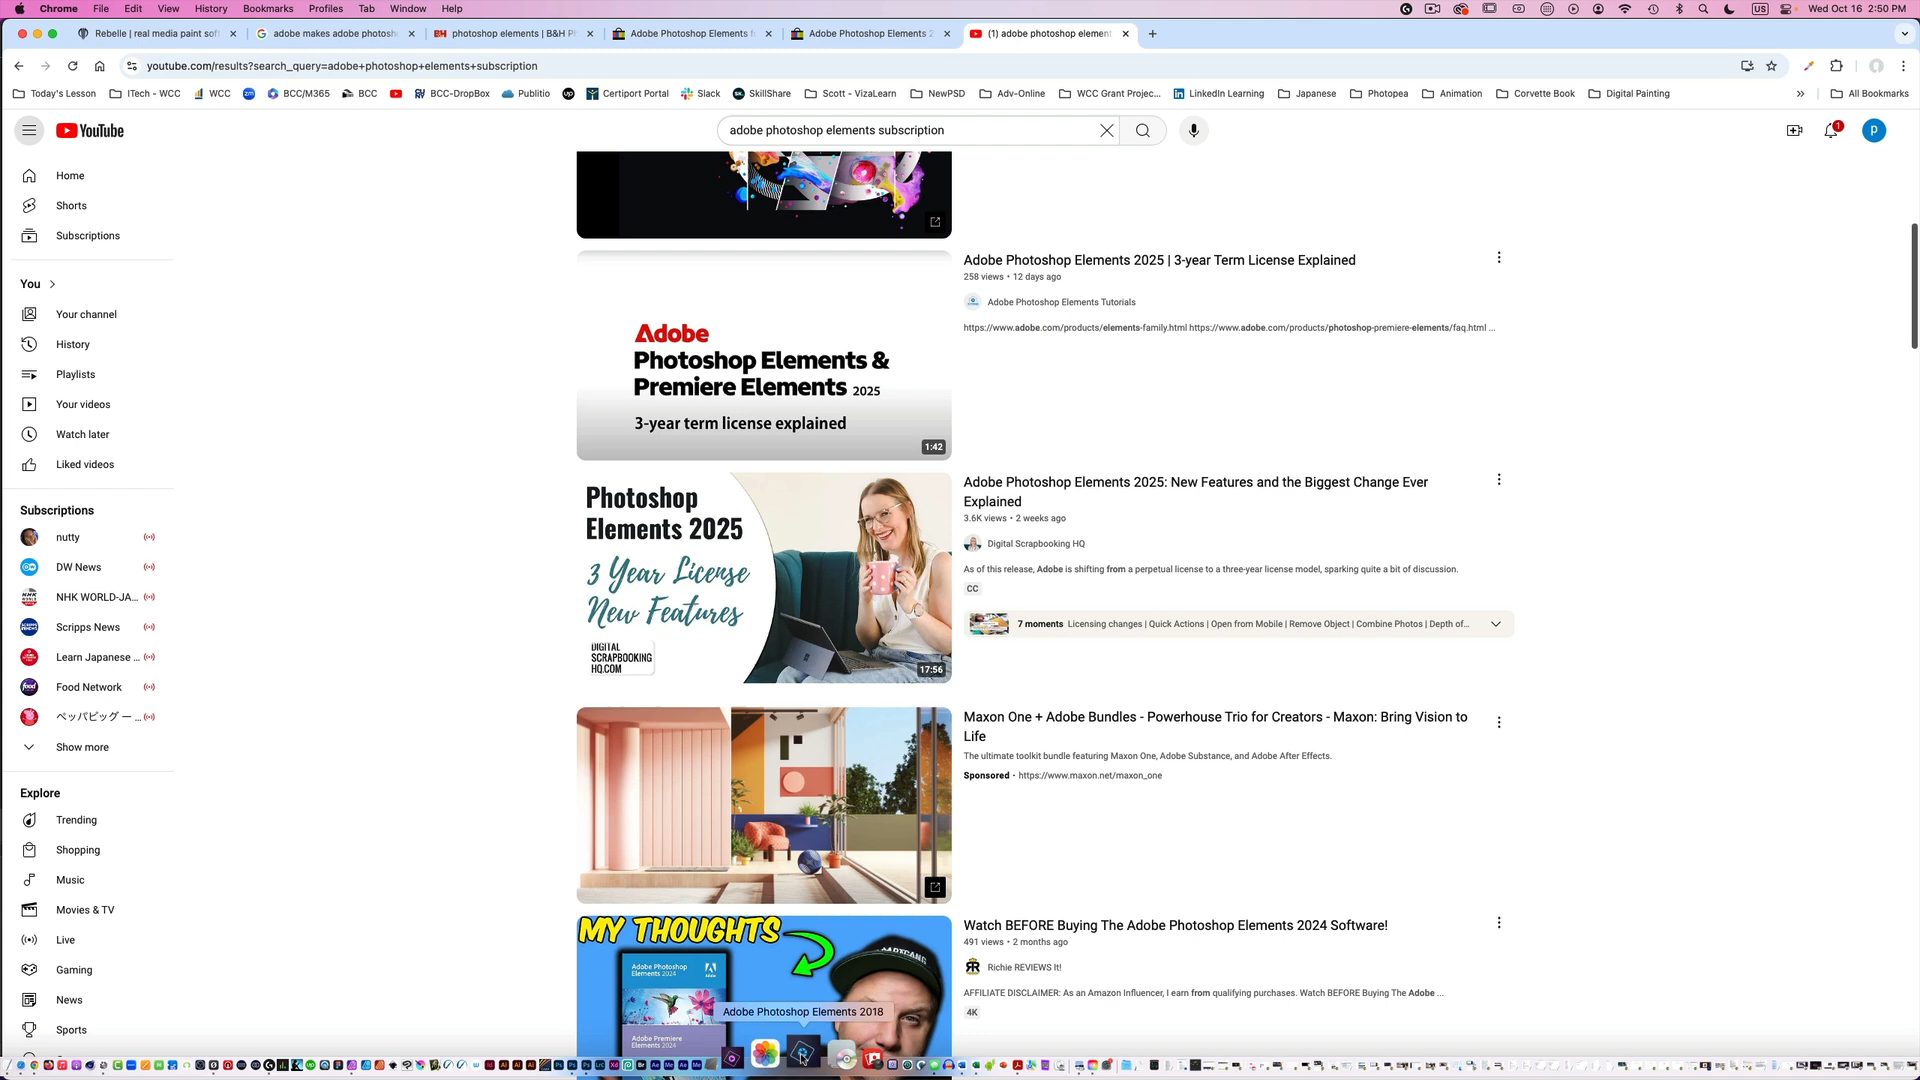 Chrome File Edit View History Bookmarks Profiles Tab Window Help
US Wed Oct 16 2:50 PM
Rebelle | real media paint sof
adobe makes adobe photosh
photoshop elements | B&H P
Adobe Photoshop Elements f
Adobe Photoshop Elements 2
(1) adobe photoshop element
youtube.com/results?search_query=adobe+photoshop+elements+subscription
Today's Lesson ITech - WCC WCC BCC/M365 BCC BCC-DropBox Publitio Certiport Portal Slack SkillShare Scott - VizaLearn NewPSD Adv-Online WCC Grant Projec... LinkedIn Learning Japanese Photopea Animation Corvette Book Digital Painting All Bookmarks
YouTube
adobe photoshop elements subscription
1
p
Home
Shorts
Subscriptions
You
Your channel
History
Playlists
Your videos
Watch later
Liked videos
Subscriptions
nutty
DW News
NHK WORLD-JA...
Scripps News
Learn Japanese ...
Food Network
ペッパピッグ ー ...
Show more
Explore
Trending
Shopping
Music
Movies & TV
Live
Gaming
News
Sports
Adobe
Photoshop Elements &
Premiere Elements 2025
3-year term license explained
1:42
Adobe Photoshop Elements 2025 | 3-year Term License Explained
258 views • 12 days ago
Adobe Photoshop Elements Tutorials
https://www.adobe.com/products/elements-family.html https://www.adobe.com/products/photoshop-premiere-elements/faq.html ...
Photoshop
Elements 2025
3 Year License
New Features
DIGITAL
SCRAPBOOKING
HQ.COM
17:56
Adobe Photoshop Elements 2025: New Features and the Biggest Change Ever
Explained
3.6K views • 2 weeks ago
Digital Scrapbooking HQ
As of this release, Adobe is shifting from a perpetual license to a three-year license model, sparking quite a bit of discussion.
CC
7 moments Licensing changes | Quick Actions | Open from Mobile | Remove Object | Combine Photos | Depth of...
Maxon One + Adobe Bundles - Powerhouse Trio for Creators - Maxon: Bring Vision to
Life
The ultimate toolkit bundle featuring Maxon One, Adobe Substance, and Adobe After Effects.
Sponsored · https://www.maxon.net/maxon_one
MY THOUGHTS
Adobe Photoshop
Elements 2024
Adobe
Adobe Premiere
Elements 2024
Watch BEFORE Buying The Adobe Photoshop Elements 2024 Software!
491 views • 2 months ago
Richie REVIEWS It!
AFFILIATE DISCLAIMER: As an Amazon Influencer, I earn from qualifying purchases. Watch BEFORE Buying The Adobe ...
4K
Adobe Photoshop Elements 2018